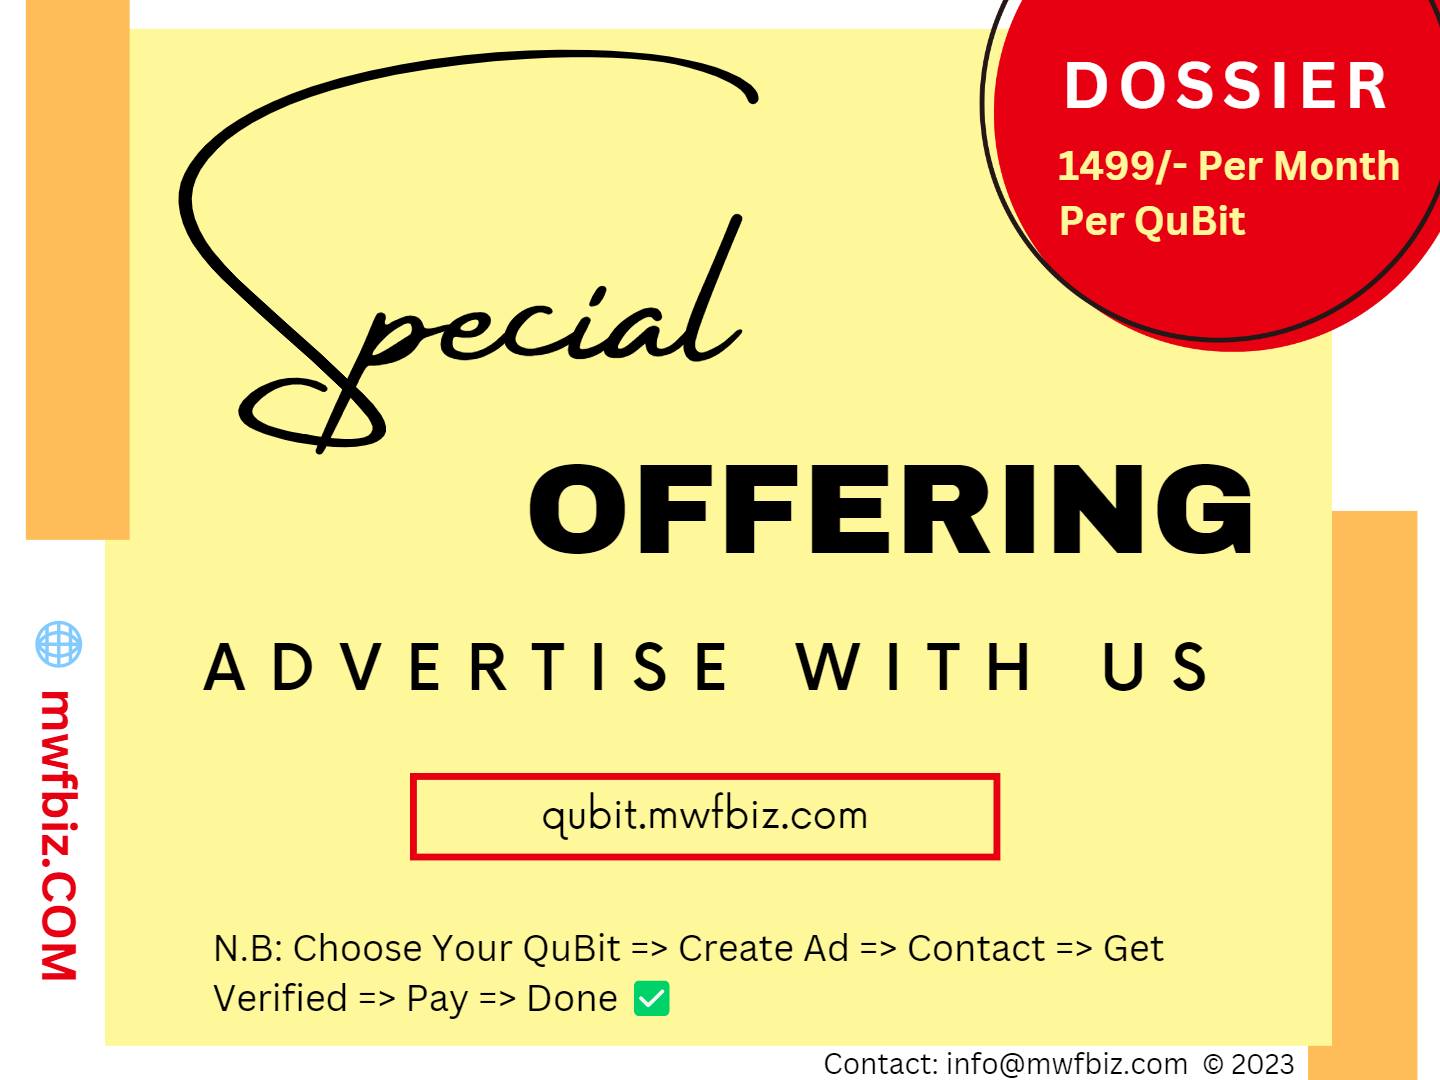 DOSSIER
1499/- Per Month
Per QuBit
Special
OFFERING
ADVERTISE WITH US
qubit.mwfbiz.com
mwfbiz.COM
N.B: Choose Your QuBit => Create Ad => Contact => Get
Verified => Pay => Done ✅
Contact: info@mwfbiz.com © 2023